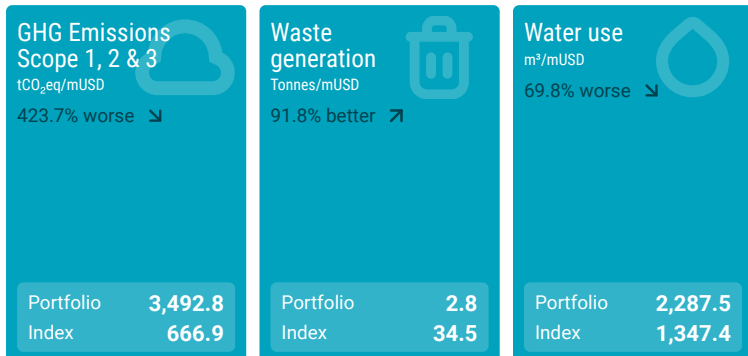 GHG Emissions
Scope 1, 2 & 3
tCO₂eq/mUSD
423.7% worse
Portfolio 3,492.8
Index 666.9
Waste
generation
Tonnes/mUSD
91.8% better
Portfolio 2.8
Index 34.5
Water use
m³/mUSD
69.8% worse
Portfolio 2,287.5
Index 1,347.4